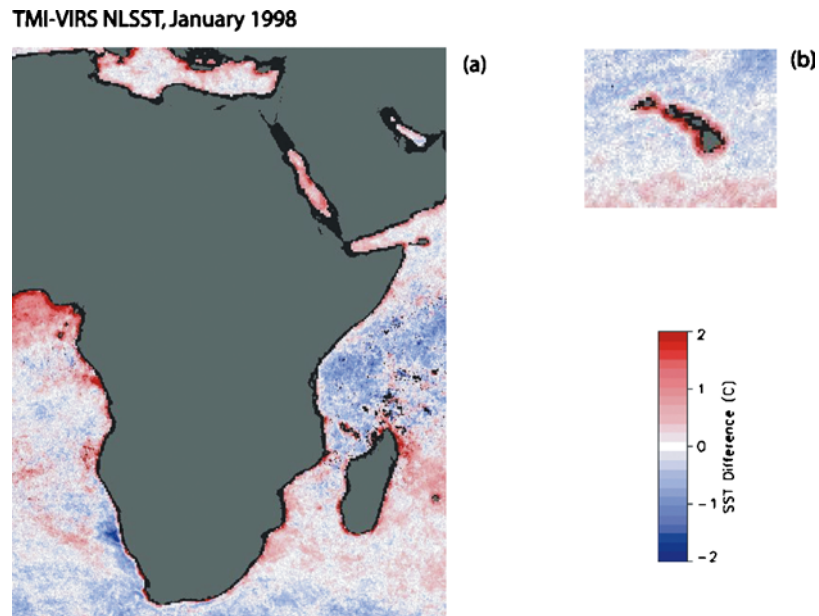 TMI-VIRS NLSST, January 1998
(a)
(b)
2
1
0
-1
-2
SST Difference (C)